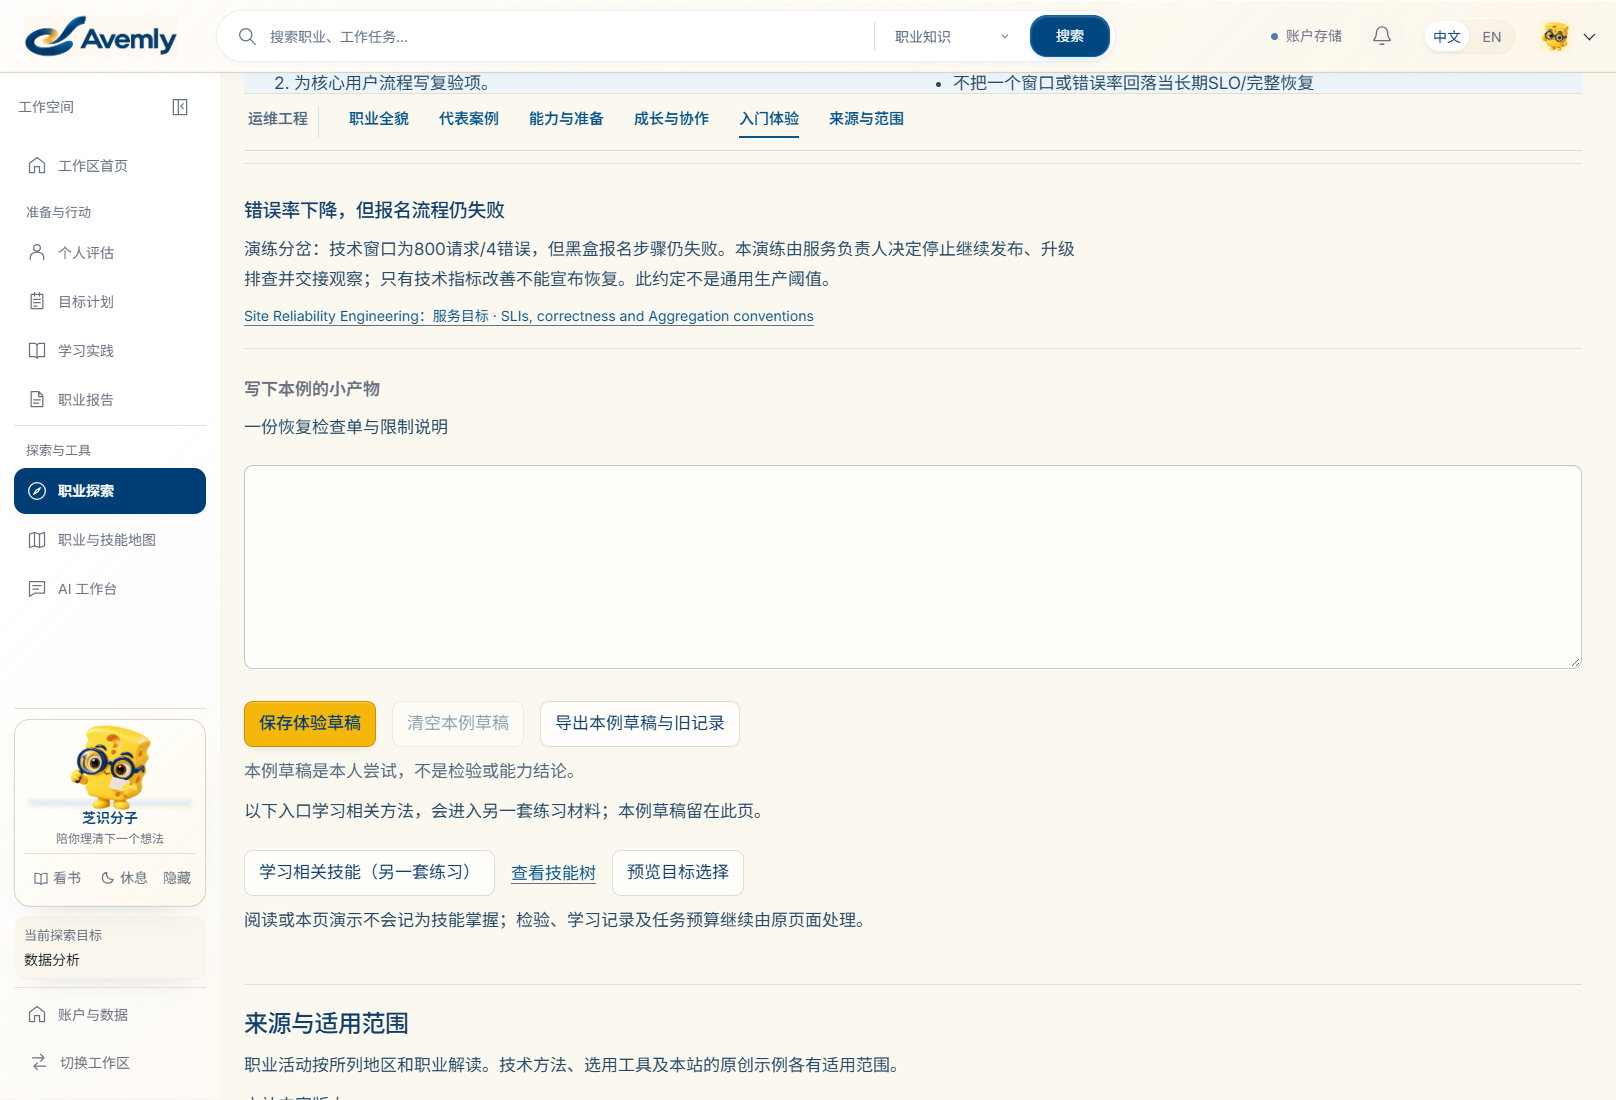 Avemly
搜索职业、工作任务...
职业知识
搜索
账户存储
中文
EN
工作空间
工作区首页
准备与行动
个人评估
目标计划
学习实践
职业报告
探索与工具
职业探索
职业与技能地图
AI 工作台
芝识分子
陪你理清下一个想法
看书
休息
隐藏
当前探索目标
数据分析
账户与数据
切换工作区
2. 为核心用户流程写复验项。
• 不把一个窗口或错误率回落当长期SLO/完整恢复
运维工程
职业全貌
代表案例
能力与准备
成长与协作
入门体验
来源与范围
错误率下降，但报名流程仍失败
演练分岔：技术窗口为800请求/4错误，但黑盒报名步骤仍失败。本演练由服务负责人决定停止继续发布、升级
排查并交接观察；只有技术指标改善不能宣布恢复。此约定不是通用生产阈值。
Site Reliability Engineering：服务目标 · SLIs, correctness and Aggregation conventions
写下本例的小产物
一份恢复检查单与限制说明
保存体验草稿
清空本例草稿
导出本例草稿与旧记录
本例草稿是本人尝试，不是检验或能力结论。
以下入口学习相关方法，会进入另一套练习材料；本例草稿留在此页。
学习相关技能（另一套练习）
查看技能树
预览目标选择
阅读或本页演示不会记为技能掌握；检验、学习记录及任务预算继续由原页面处理。
来源与适用范围
职业活动按所列地区和职业解读。技术方法、选用工具及本站的原创示例各有适用范围。